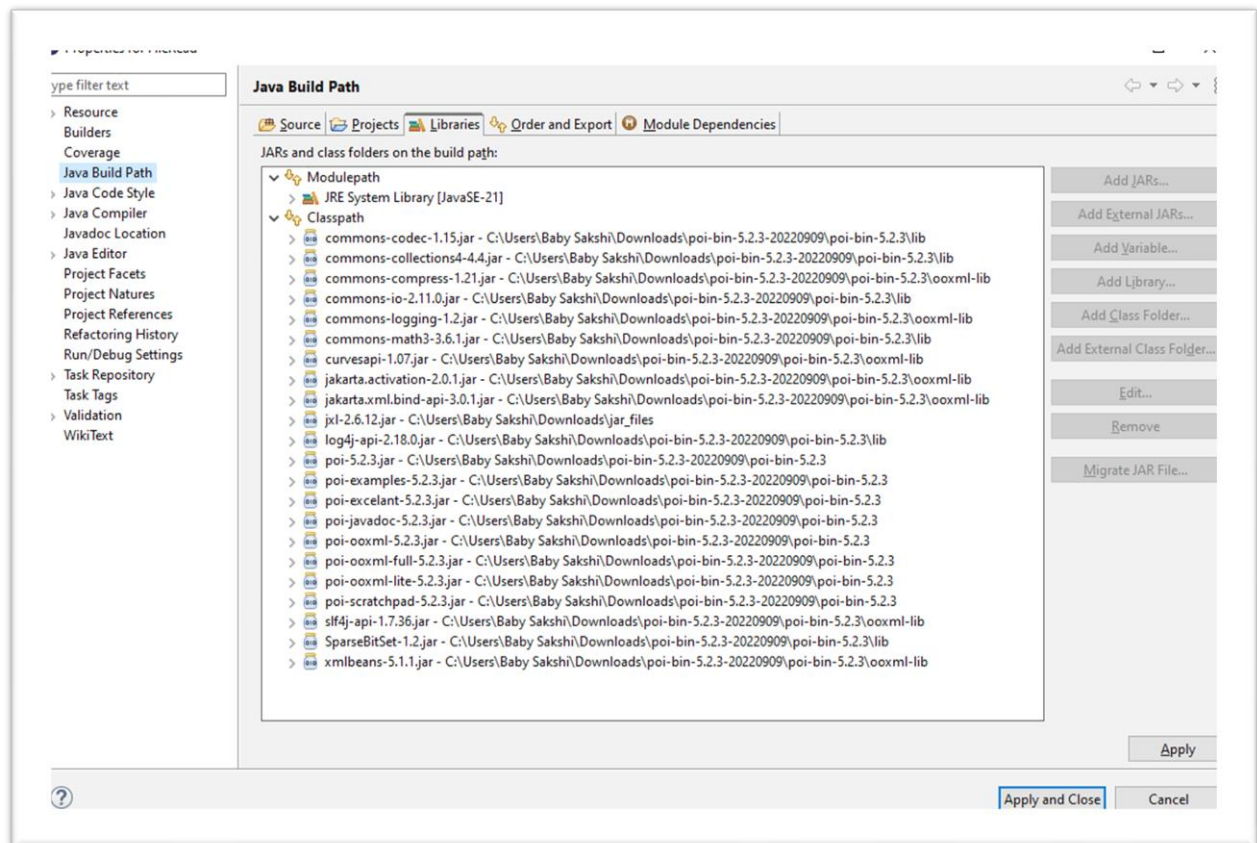 ype filter text
Resource
Builders
Coverage
Java Build Path
Java Code Style
Java Compiler
Javadoc Location
Java Editor
Project Facets
Project Natures
Project References
Refactoring History
Run/Debug Settings
Task Repository
Task Tags
Validation
WikiText
Java Build Path
Source Projects Libraries Order and Export Module Dependencies
JARs and class folders on the build path:
Modulepath
JRE System Library [JavaSE-21]
Classpath
commons-codec-1.15.jar - C:\Users\Baby Sakshi\Downloads\poi-bin-5.2.3-20220909\poi-bin-5.2.3\lib
commons-collections4-4.4.jar - C:\Users\Baby Sakshi\Downloads\poi-bin-5.2.3-20220909\poi-bin-5.2.3\lib
commons-compress-1.21.jar - C:\Users\Baby Sakshi\Downloads\poi-bin-5.2.3-20220909\poi-bin-5.2.3\ooxml-lib
commons-io-2.11.0.jar - C:\Users\Baby Sakshi\Downloads\poi-bin-5.2.3-20220909\poi-bin-5.2.3\lib
commons-logging-1.2.jar - C:\Users\Baby Sakshi\Downloads\poi-bin-5.2.3-20220909\poi-bin-5.2.3\ooxml-lib
commons-math3-3.6.1.jar - C:\Users\Baby Sakshi\Downloads\poi-bin-5.2.3-20220909\poi-bin-5.2.3\lib
curvesapi-1.07.jar - C:\Users\Baby Sakshi\Downloads\poi-bin-5.2.3-20220909\poi-bin-5.2.3\ooxml-lib
jakarta.activation-2.0.1.jar - C:\Users\Baby Sakshi\Downloads\poi-bin-5.2.3-20220909\poi-bin-5.2.3\ooxml-lib
jakarta.xml.bind-api-3.0.1.jar - C:\Users\Baby Sakshi\Downloads\poi-bin-5.2.3-20220909\poi-bin-5.2.3\ooxml-lib
jxl-2.6.12.jar - C:\Users\Baby Sakshi\Downloads\jar_files
log4j-api-2.18.0.jar - C:\Users\Baby Sakshi\Downloads\poi-bin-5.2.3-20220909\poi-bin-5.2.3\lib
poi-5.2.3.jar - C:\Users\Baby Sakshi\Downloads\poi-bin-5.2.3-20220909\poi-bin-5.2.3
poi-examples-5.2.3.jar - C:\Users\Baby Sakshi\Downloads\poi-bin-5.2.3-20220909\poi-bin-5.2.3
poi-excelant-5.2.3.jar - C:\Users\Baby Sakshi\Downloads\poi-bin-5.2.3-20220909\poi-bin-5.2.3
poi-javadoc-5.2.3.jar - C:\Users\Baby Sakshi\Downloads\poi-bin-5.2.3-20220909\poi-bin-5.2.3
poi-ooxml-5.2.3.jar - C:\Users\Baby Sakshi\Downloads\poi-bin-5.2.3-20220909\poi-bin-5.2.3
poi-ooxml-full-5.2.3.jar - C:\Users\Baby Sakshi\Downloads\poi-bin-5.2.3-20220909\poi-bin-5.2.3
poi-ooxml-lite-5.2.3.jar - C:\Users\Baby Sakshi\Downloads\poi-bin-5.2.3-20220909\poi-bin-5.2.3
poi-scratchpad-5.2.3.jar - C:\Users\Baby Sakshi\Downloads\poi-bin-5.2.3-20220909\poi-bin-5.2.3
slf4j-api-1.7.36.jar - C:\Users\Baby Sakshi\Downloads\poi-bin-5.2.3-20220909\poi-bin-5.2.3\ooxml-lib
SparseBitSet-1.2.jar - C:\Users\Baby Sakshi\Downloads\poi-bin-5.2.3-20220909\poi-bin-5.2.3\lib
xmlbeans-5.1.1.jar - C:\Users\Baby Sakshi\Downloads\poi-bin-5.2.3-20220909\poi-bin-5.2.3\ooxml-lib
Add JARs...
Add External JARs...
Add Variable...
Add Library...
Add Class Folder...
Add External Class Folder...
Edit...
Remove
Migrate JAR File...
Apply
Apply and Close Cancel